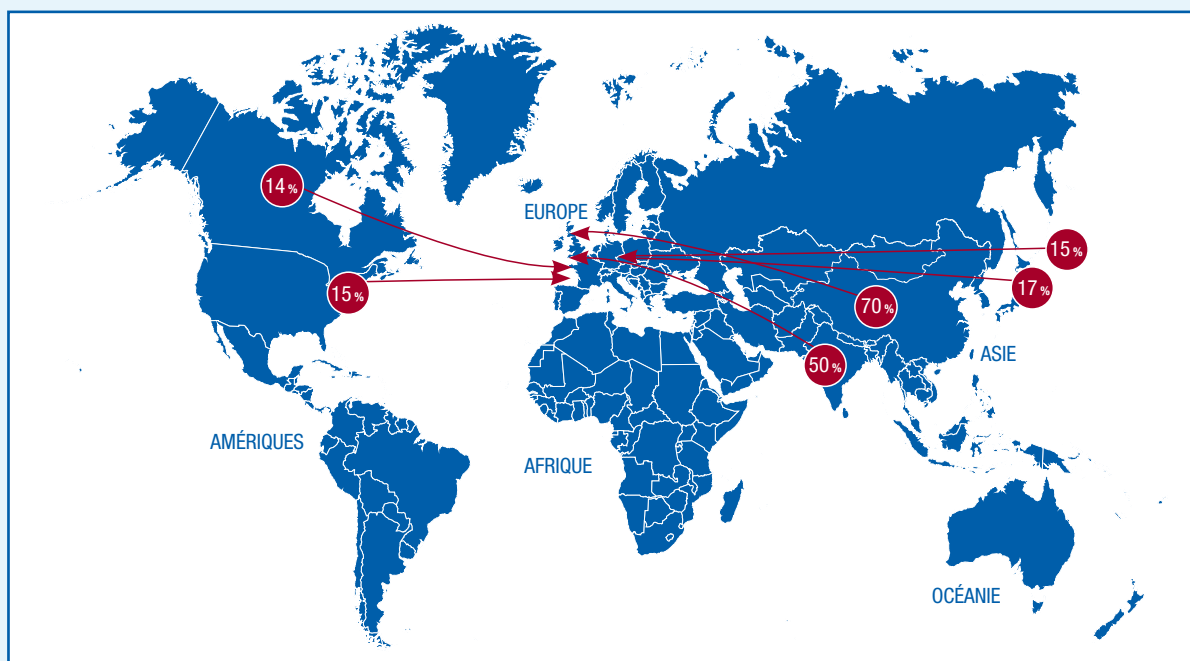 14 %
EUROPE
15 %
15 %
17 %
70 %
ASIE
50 %
AMÉRIQUES
AFRIQUE
OCÉANIE